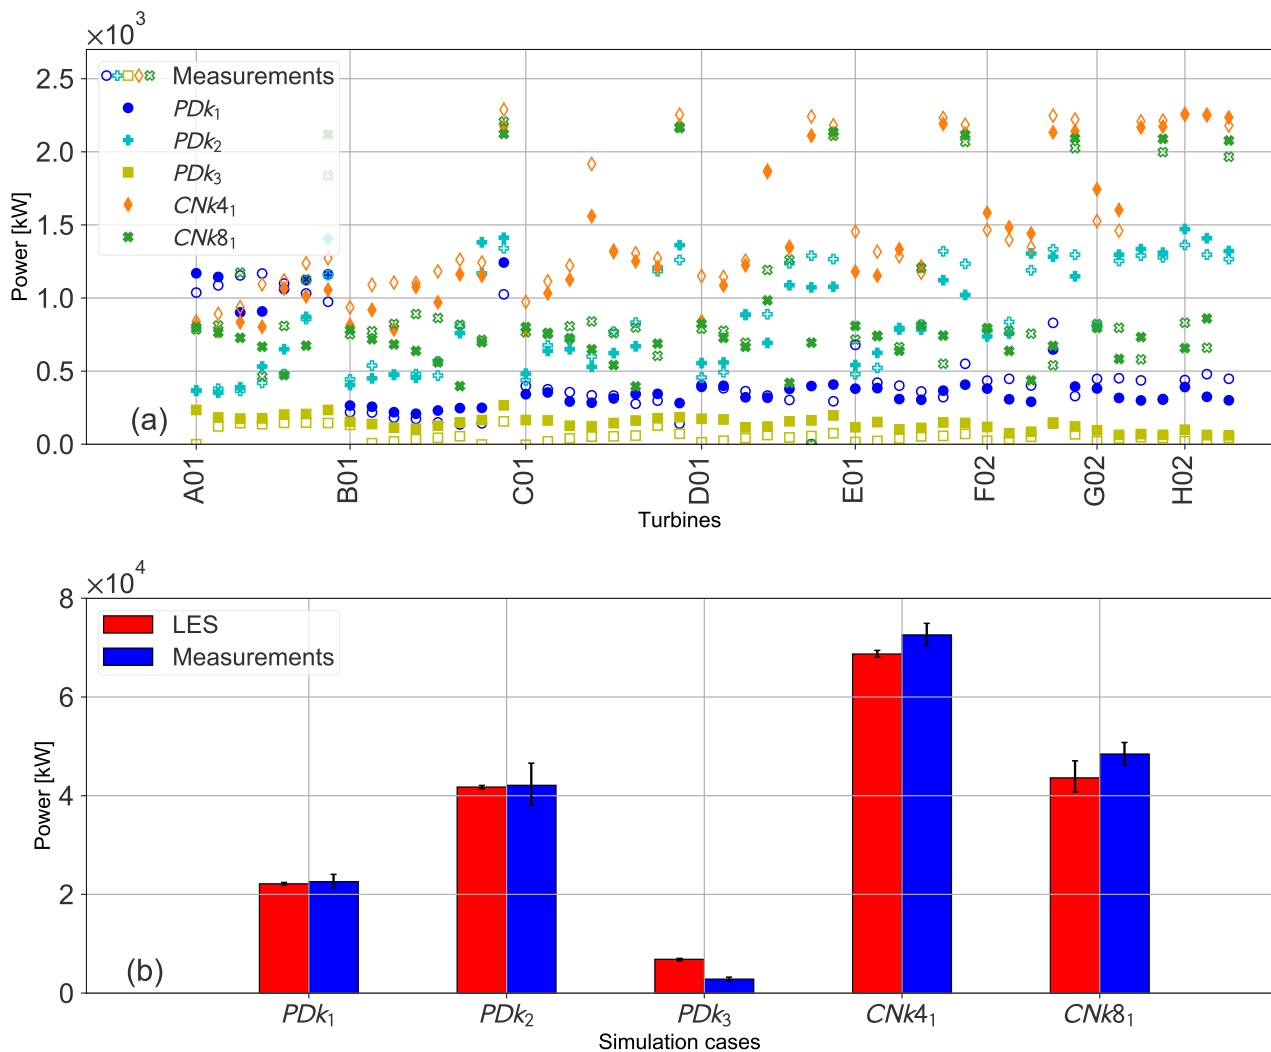 ×10³
2.5
2.0
1.5
1.0
0.5
0.0
Power [kW]
Measurements
PDk₁
PDk₂
PDk₃
CNk4₁
CNk8₁
(a)
A01
B01
C01
D01
E01
F02
G02
H02
Turbines
×10⁴
8
6
4
2
0
Power [kW]
LES
Measurements
(b)
PDk₁
PDk₂
PDk₃
CNk4₁
CNk8₁
Simulation cases